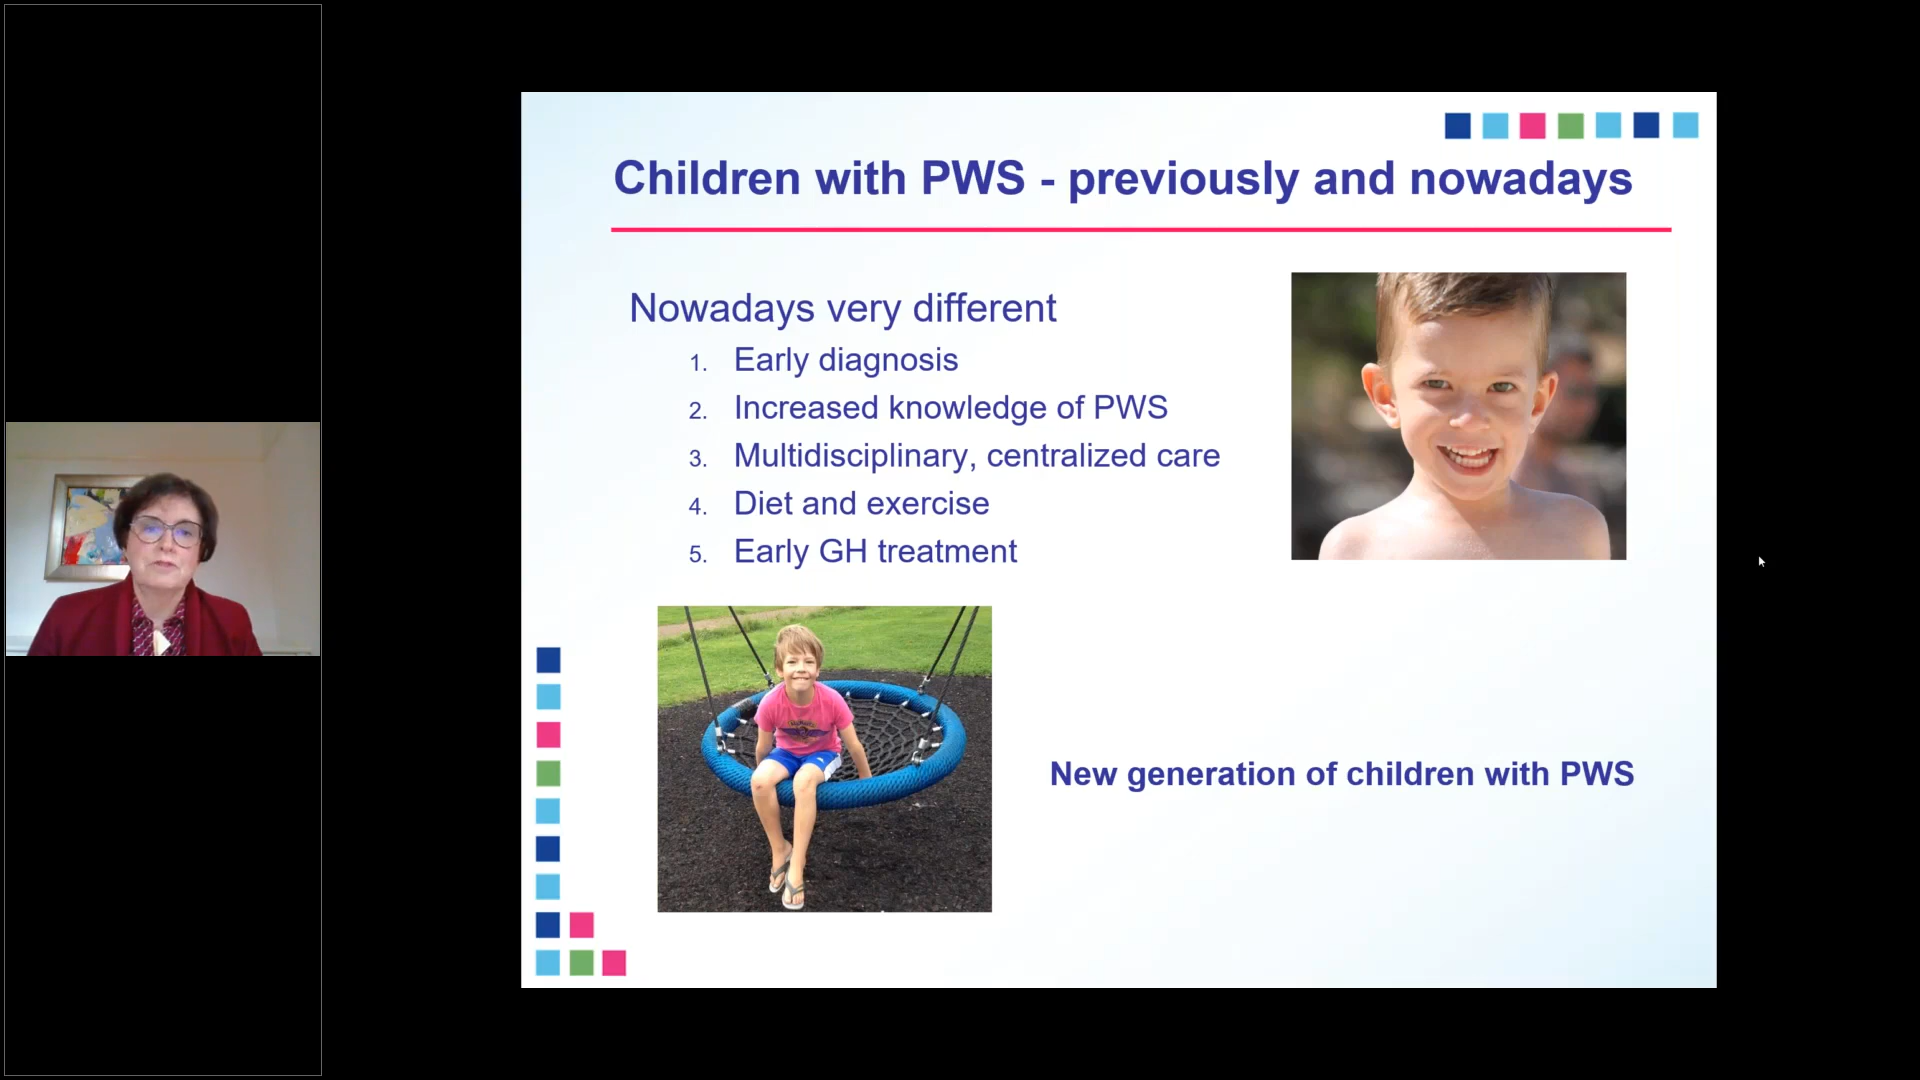 Children with PWS - previously and nowadays
Nowadays very different
1. Early diagnosis
2. Increased knowledge of PWS
3. Multidisciplinary, centralized care
4. Diet and exercise
5. Early GH treatment
New generation of children with PWS